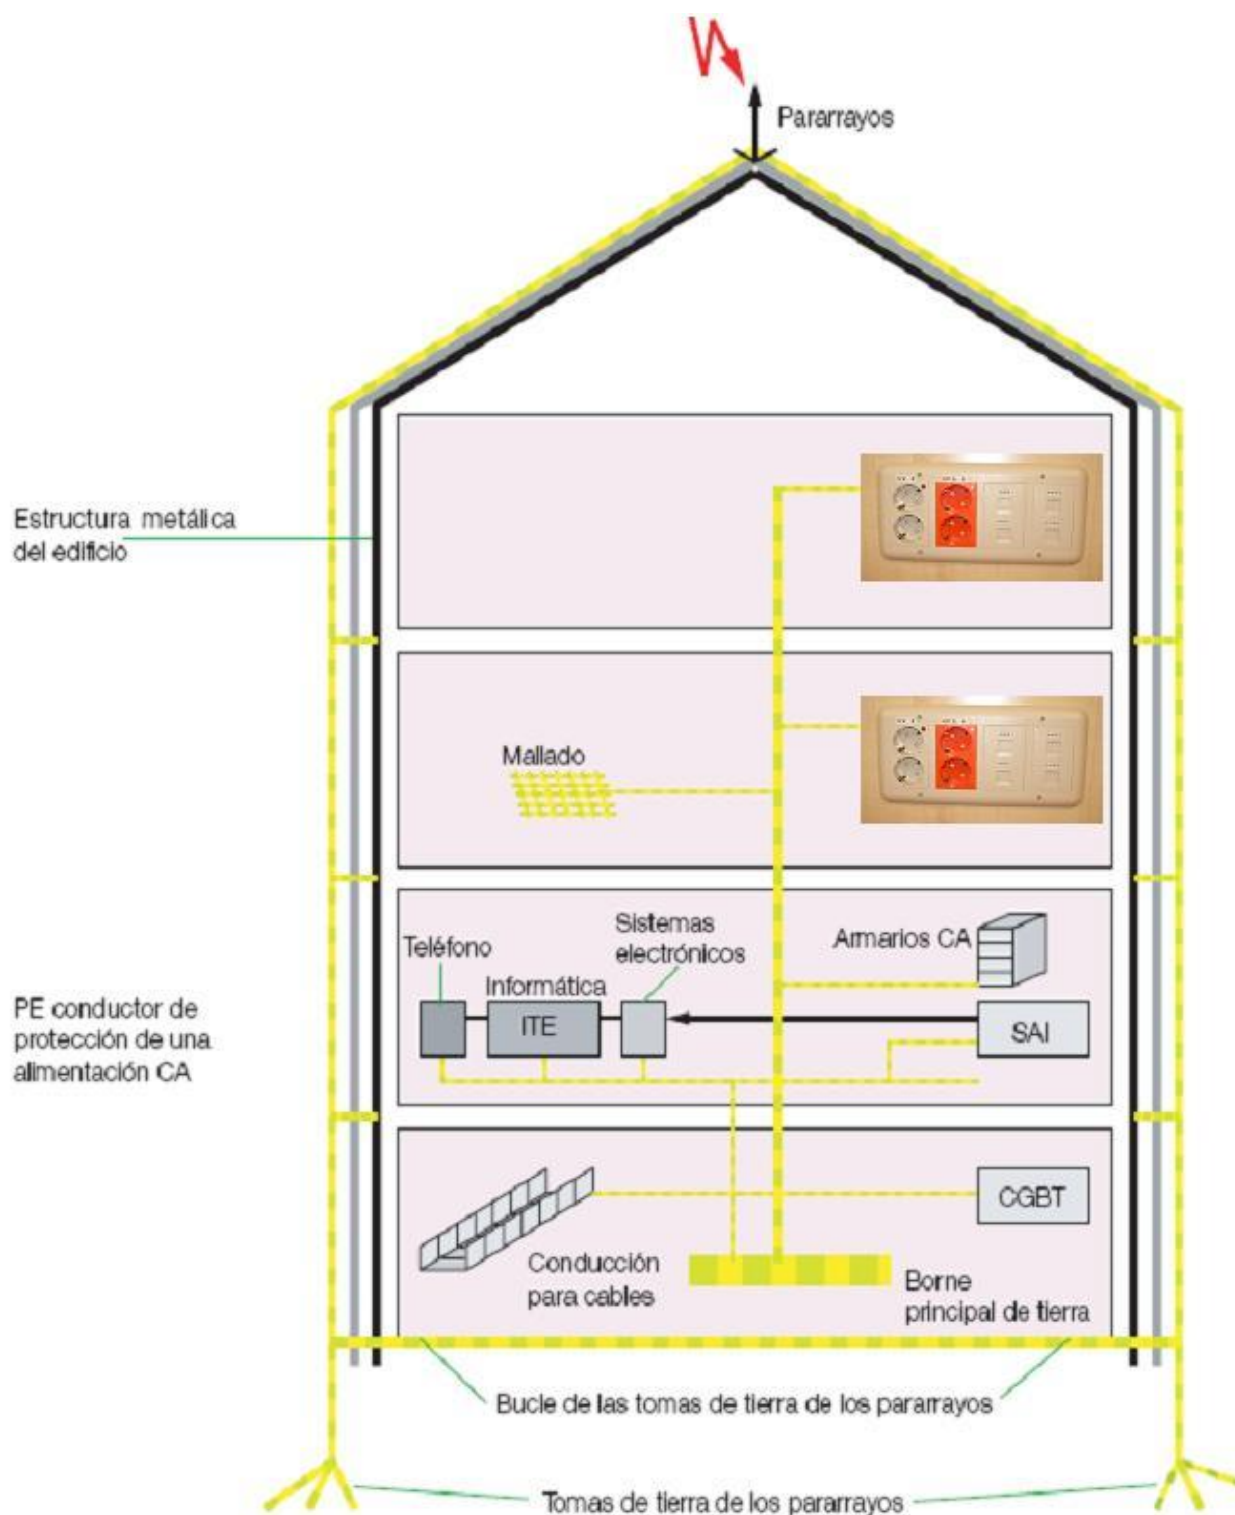 Pararrayos
Estructura metálica
del edificio
Mallado
Teléfono
Informática
ITE
Sistemas
electrónicos
Armarios CA
SAI
PE conductor de
protección de una
alimentación CA
CGBT
Conducción
para cables
Borne
principal de tierra
Bucle de las tomas de tierra de los pararrayos
Tomas de tierra de los pararrayos